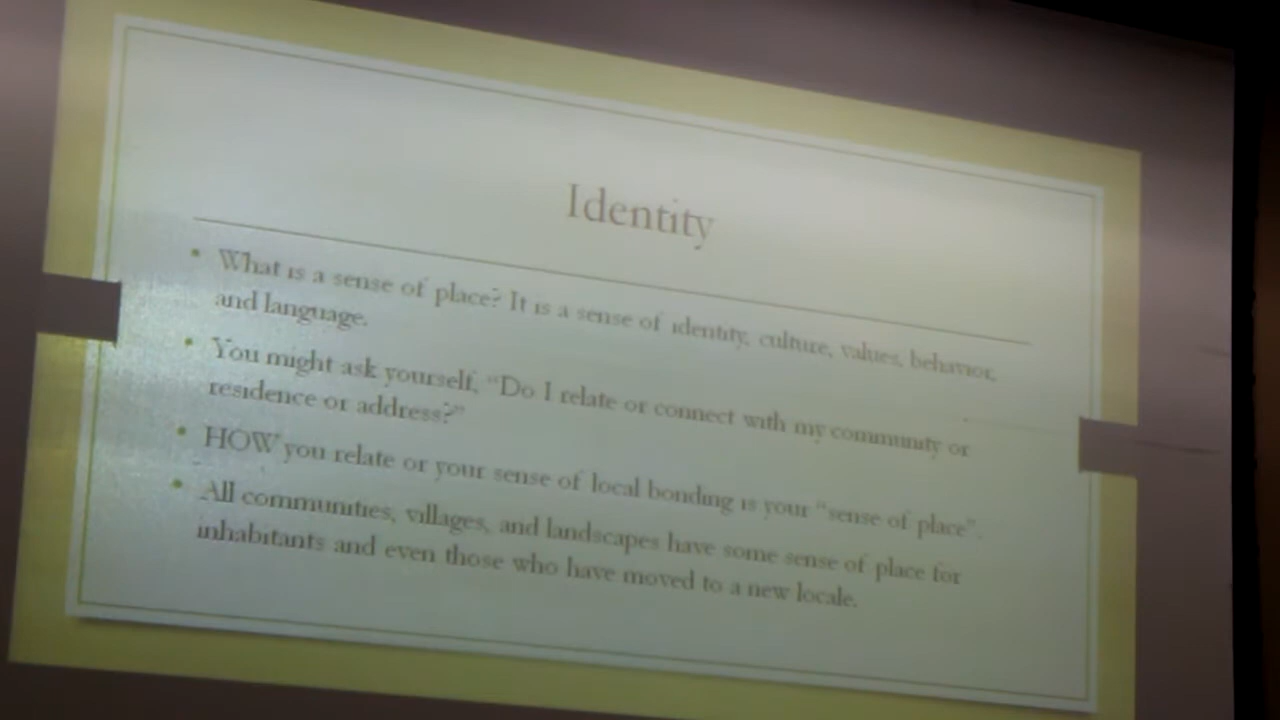 Identity
• What is a sense of place? It is a sense of identity, culture, values, behavior,
and language.
• You might ask yourself, “Do I relate or connect with my community or
residence or address?”
• HOW you relate or your sense of local bonding is your “sense of place”.
• All communities, villages, and landscapes have some sense of place for
inhabitants and even those who have moved to a new locale.